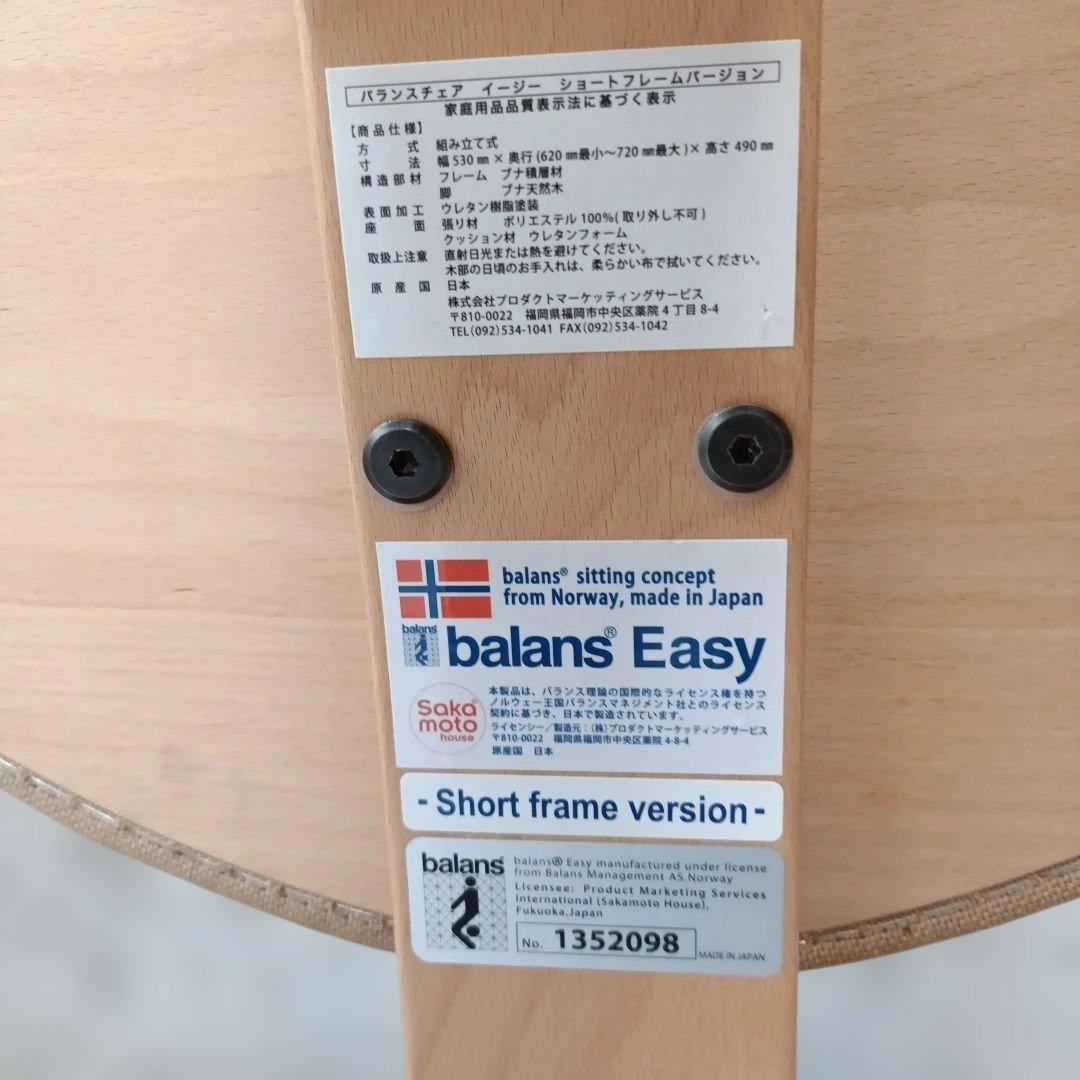 バランスチェア　イージー　ショートフレームバージョン
家庭用品品質表示法に基づく表示
【商品仕様】
方式　組み立て式
寸法　幅 530 ㎜ × 奥行 (620 ㎜最小～720 ㎜最大 )× 高さ 490 ㎜
構造部材　フレーム　ブナ積層材
脚　ブナ天然木
表面加工　ウレタン樹脂塗装
座面　張り材　ポリエステル 100%( 取り外し不可 )
クッション材　ウレタンフォーム
取扱上注意　直射日光または熱を避けてください。
木部の日頃のお手入れは、柔らかい布で拭いてください。
原産国　日本
株式会社プロダクトマーケッティングサービス
〒810-0022　福岡県福岡市中央区薬院 4 丁目 8-4
TEL(092)534-1041 FAX(092)534-1042
balans® sitting concept
from Norway, made in Japan
balans
balans® Easy
Saka
moto
house
本製品は、バランス理論の国際的なライセンス権を持つ
ノルウェー王国バランスマネジメント社とのライセンス
契約に基づき、日本で製造されています。
ライセンシー／製造元：(株)プロダクトマーケッティングサービス
〒810-0022　福岡県福岡市中央区薬院 4-8-4
原産国　日本
- Short frame version -
balans®
balans® Easy manufactured under license
from Balans Management AS.Norway
Licensee: Product Marketing Services
International (Sakamoto House),
Fukuoka,Japan
No. 1352098
MADE IN JAPAN